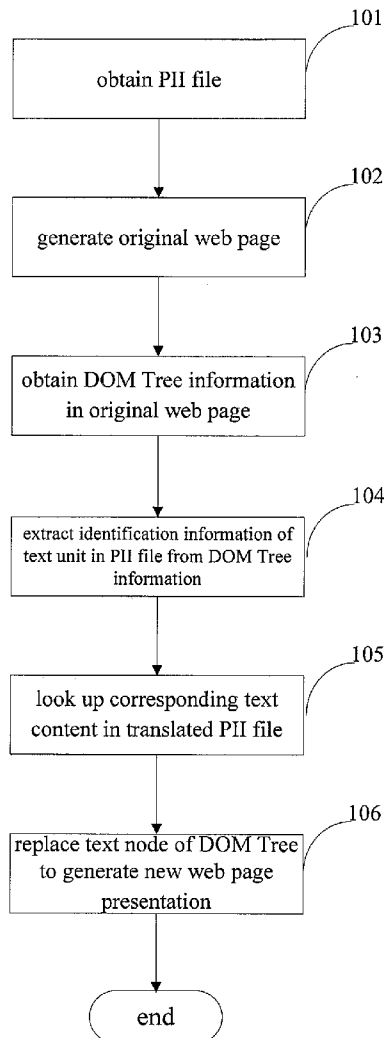 101
obtain PII file
102
generate original web page
103
obtain DOM Tree information
in original web page
104
extract identification information of
text unit in PII file from DOM Tree
information
105
look up corresponding text
content in translated PII file
106
replace text node of DOM Tree
to generate new web page
presentation
end